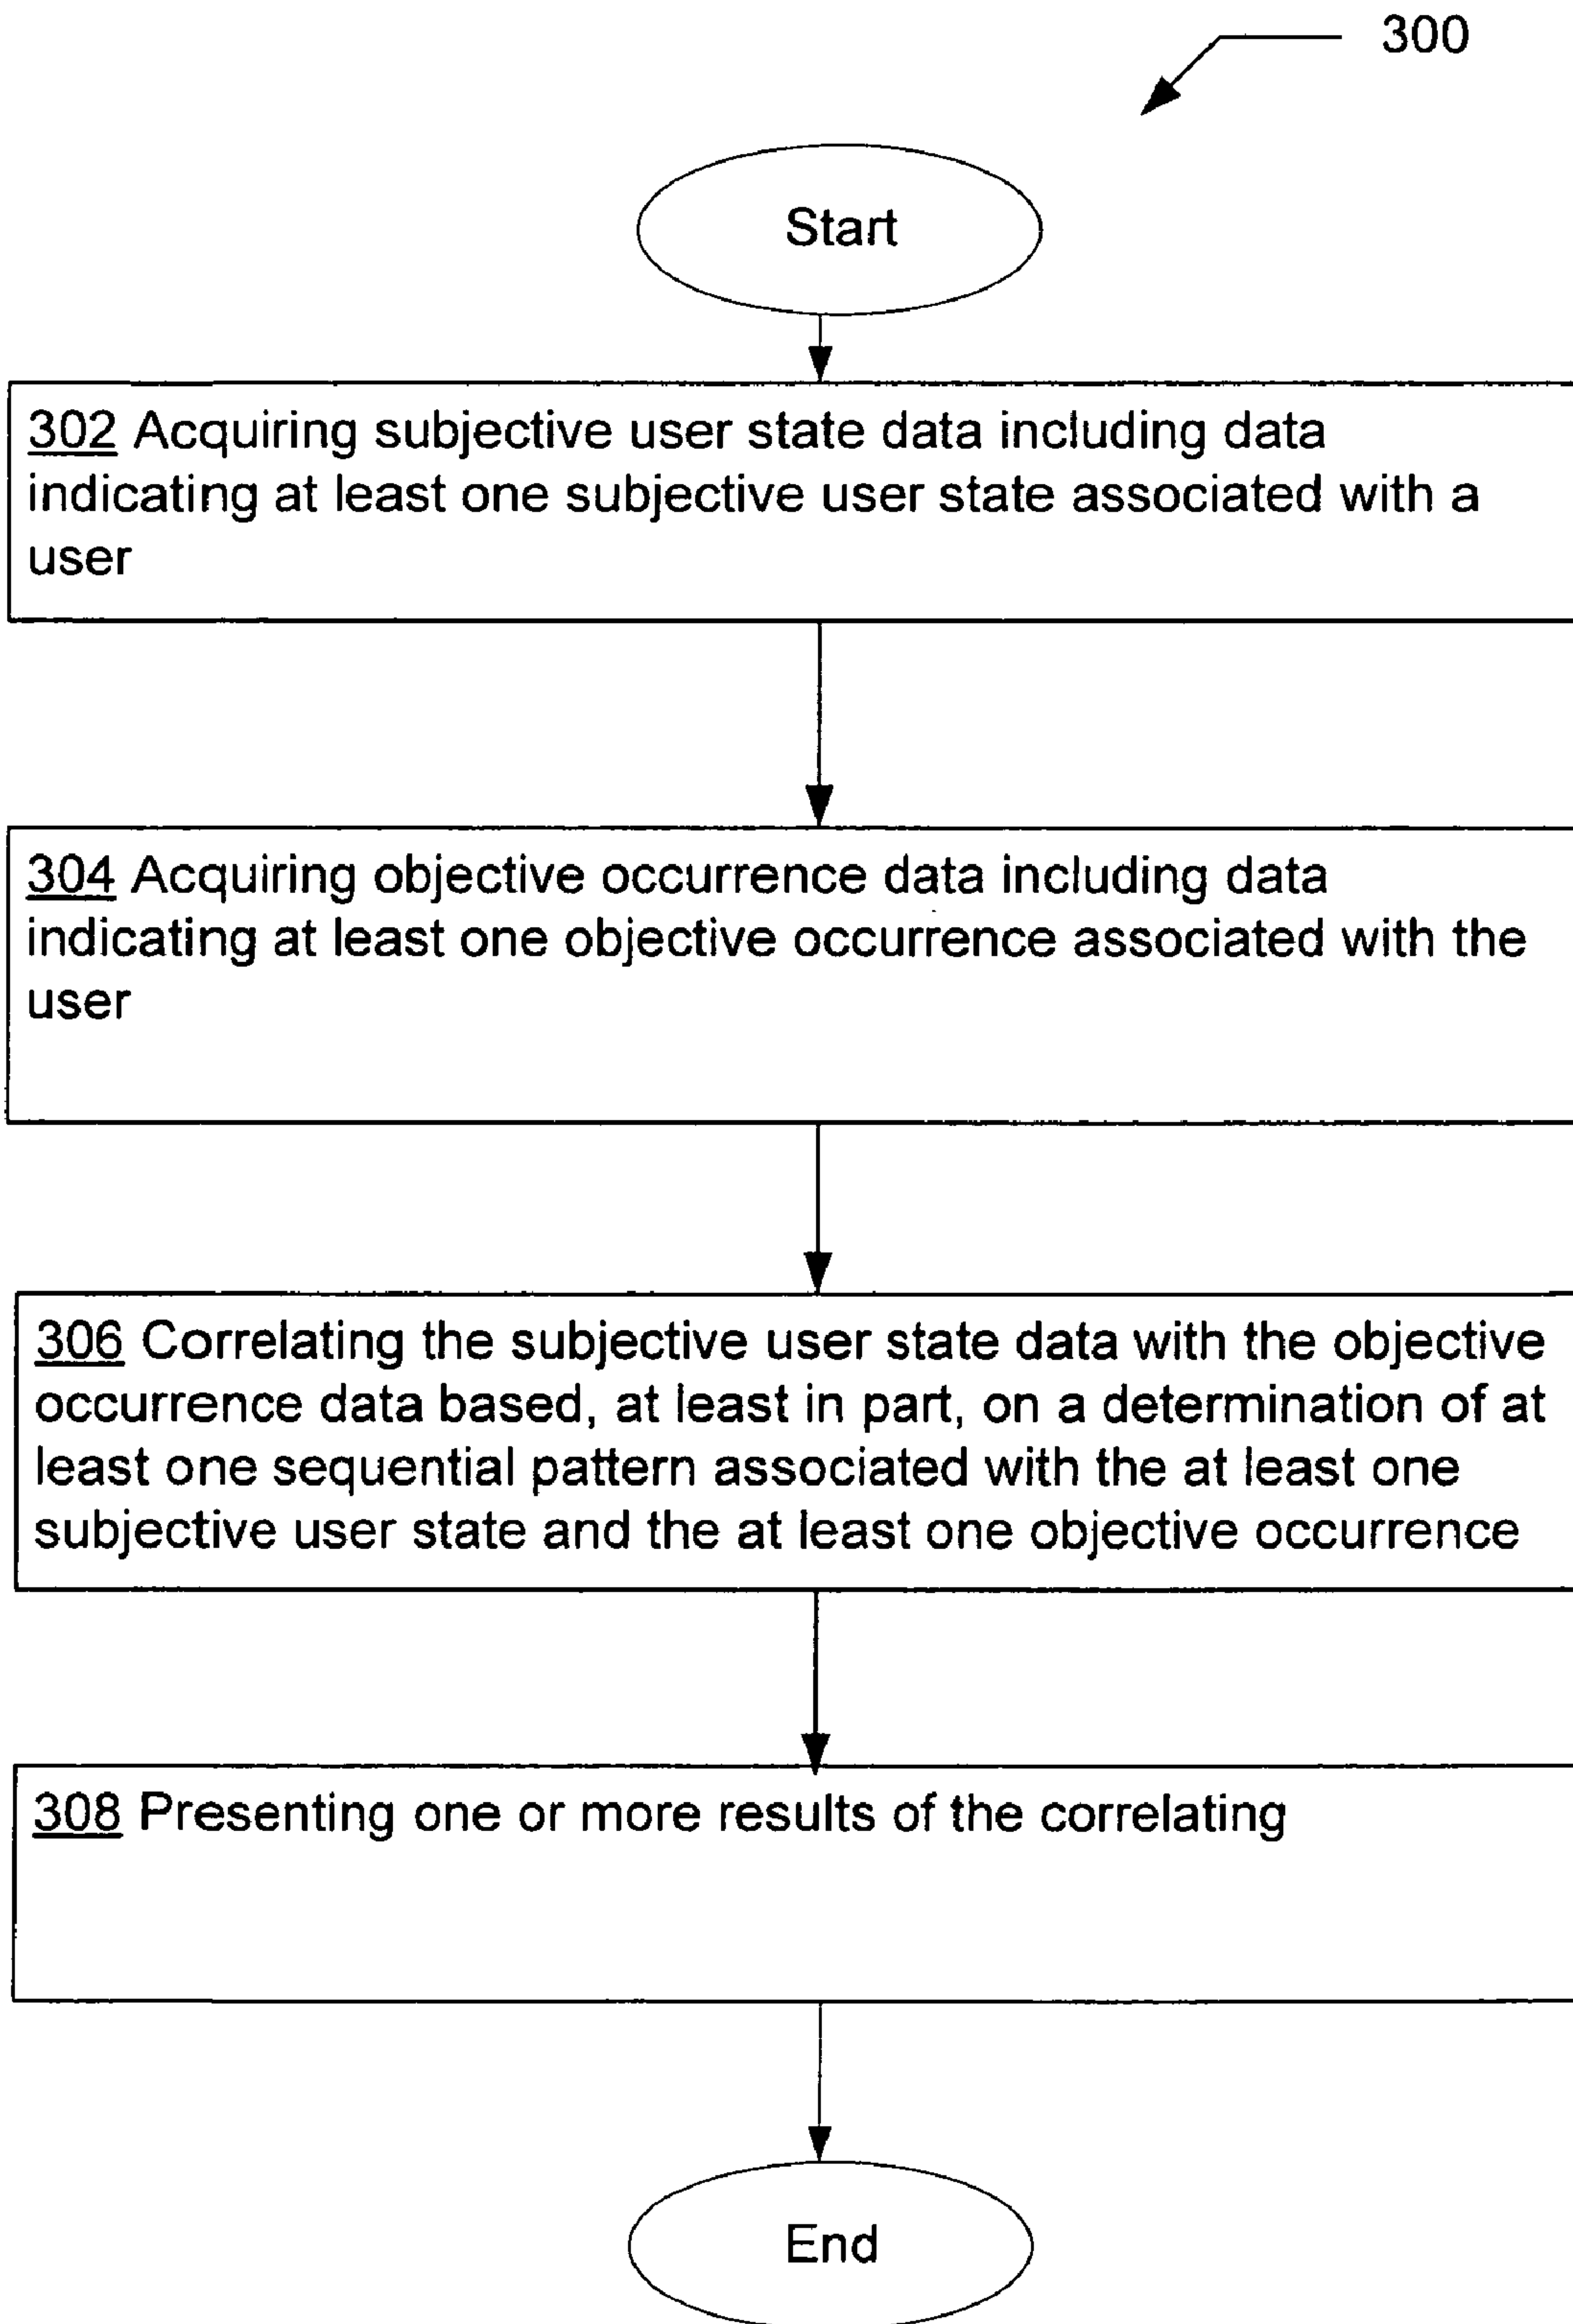 300
Start
302 Acquiring subjective user state data including data
indicating at least one subjective user state associated with a
user
304 Acquiring objective occurrence data including data
indicating at least one objective occurrence associated with the
user
306 Correlating the subjective user state data with the objective
occurrence data based, at least in part, on a determination of at
least one sequential pattern associated with the at least one
subjective user state and the at least one objective occurrence
308 Presenting one or more results of the correlating
End